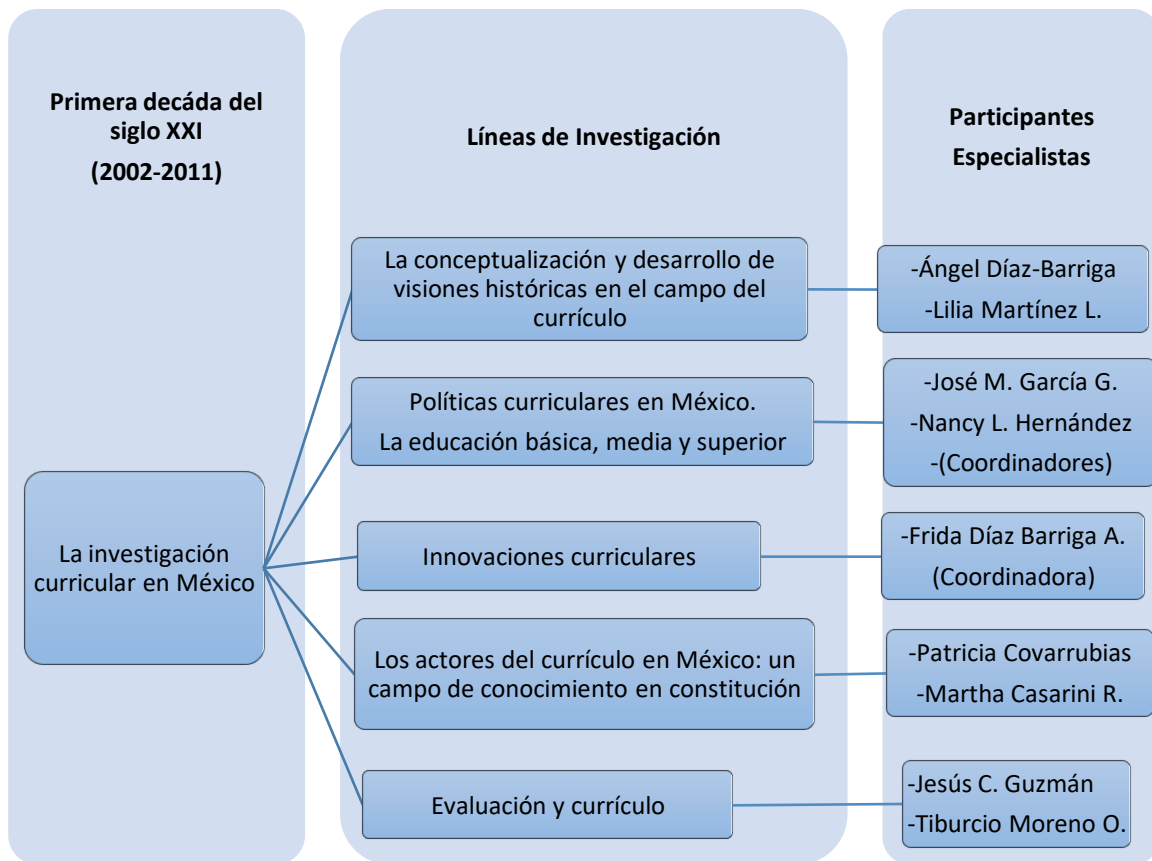 Primera decáda del
siglo XXI
(2002-2011)
Líneas de Investigación
Participantes
Especialistas
La investigación
curricular en México
La conceptualización y desarrollo de
visiones históricas en el campo del
currículo
-Ángel Díaz-Barriga
-Lilia Martínez L.
Políticas curriculares en México.
La educación básica, media y superior
-José M. García G.
-Nancy L. Hernández
-(Coordinadores)
Innovaciones curriculares
-Frida Díaz Barriga A.
(Coordinadora)
Los actores del currículo en México: un
campo de conocimiento en constitución
-Patricia Covarrubias
-Martha Casarini R.
Evaluación y currículo
-Jesús C. Guzmán
-Tiburcio Moreno O.